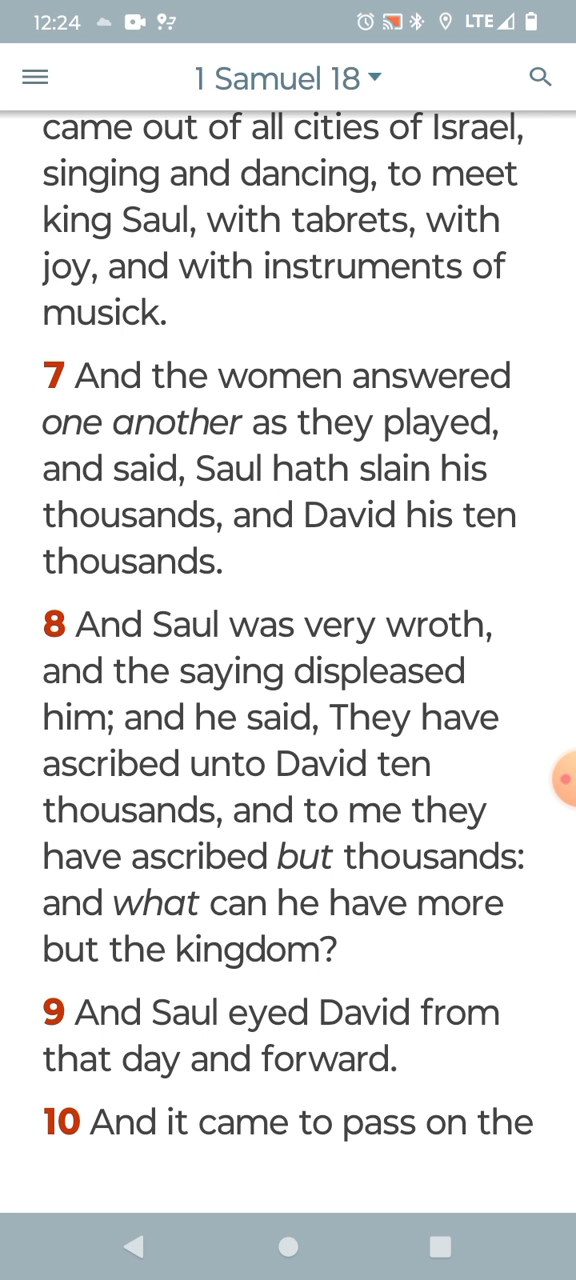 12:24
LTE
1 Samuel 18
came out of all cities of Israel,
singing and dancing, to meet
king Saul, with tabrets, with
joy, and with instruments of
musick.
7 And the women answered
one another as they played,
and said, Saul hath slain his
thousands, and David his ten
thousands.
8 And Saul was very wroth,
and the saying displeased
him; and he said, They have
ascribed unto David ten
thousands, and to me they
have ascribed but thousands:
and what can he have more
but the kingdom?
9 And Saul eyed David from
that day and forward.
10 And it came to pass on the